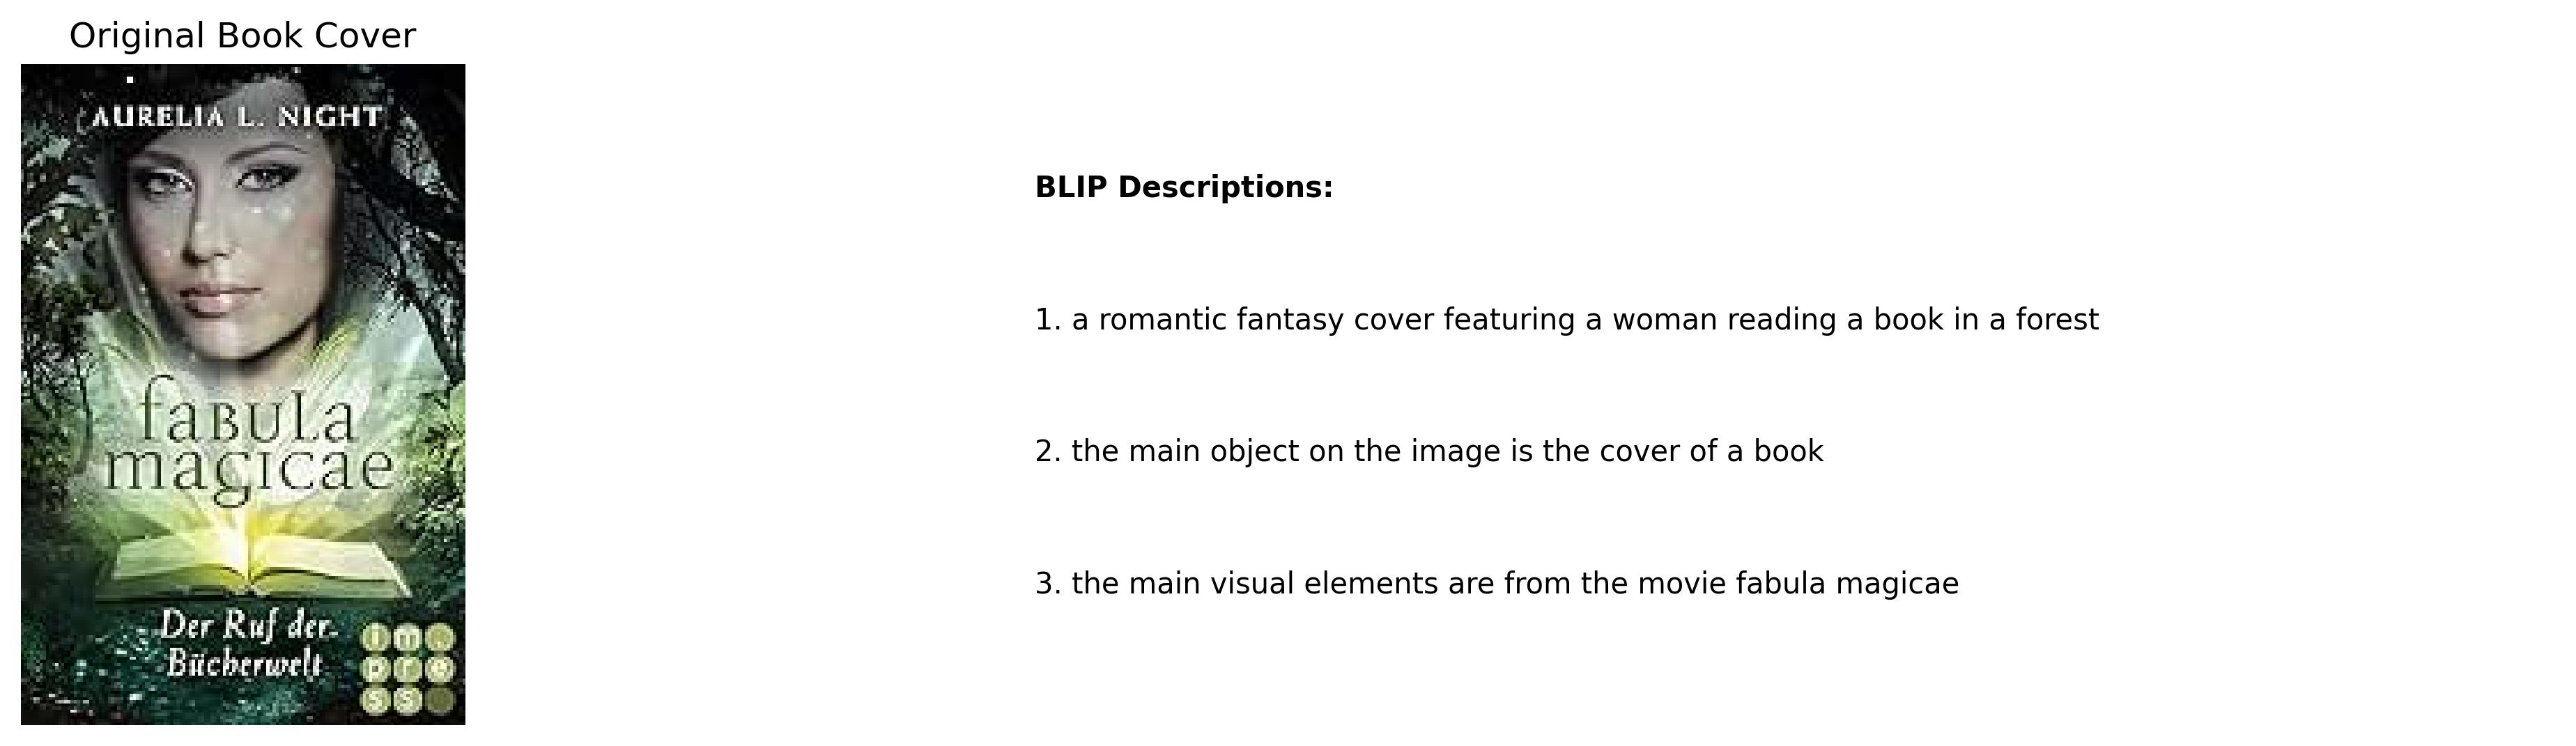 Original Book Cover
AURELIA L. NIGHT
fabula
magicae
Der Ruf der
Bücherwelt
im.
pre
ss
BLIP Descriptions:
1. a romantic fantasy cover featuring a woman reading a book in a forest
2. the main object on the image is the cover of a book
3. the main visual elements are from the movie fabula magicae